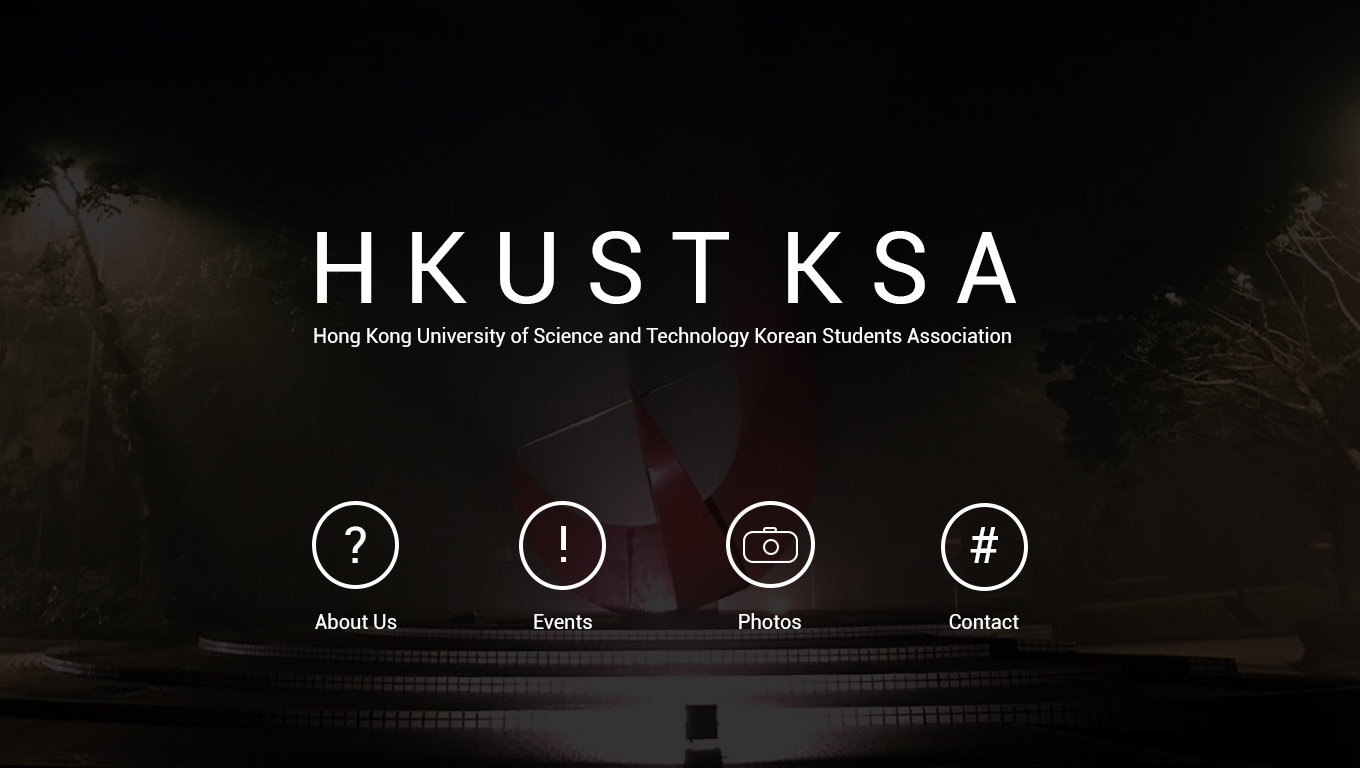 HKUST KSA
Hong Kong University of Science and Technology Korean Students Association
? ! #
About Us Events Photos Contact